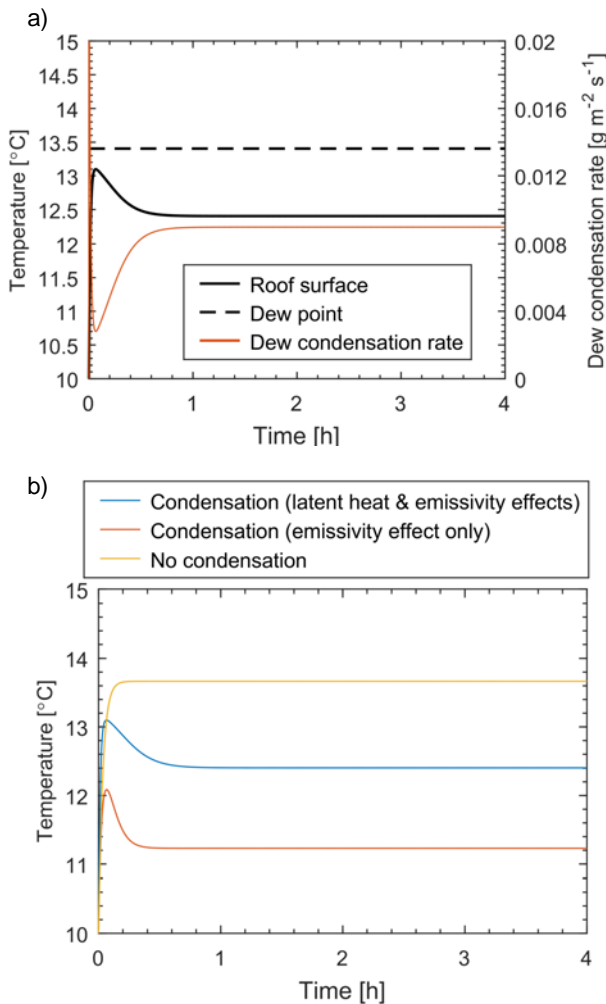 a)
15
14.5
14
13.5
13
12.5
12
11.5
11
10.5
10
Temperature [°C]
0.02
0.016
0.012
0.008
0.004
0
Dew condensation rate [g m⁻² s⁻¹]
Roof surface
Dew point
Dew condensation rate
0 1 2 3 4
Time [h]
b)
Condensation (latent heat & emissivity effects)
Condensation (emissivity effect only)
No condensation
15
14
13
12
11
10
Temperature [°C]
0 1 2 3 4
Time [h]